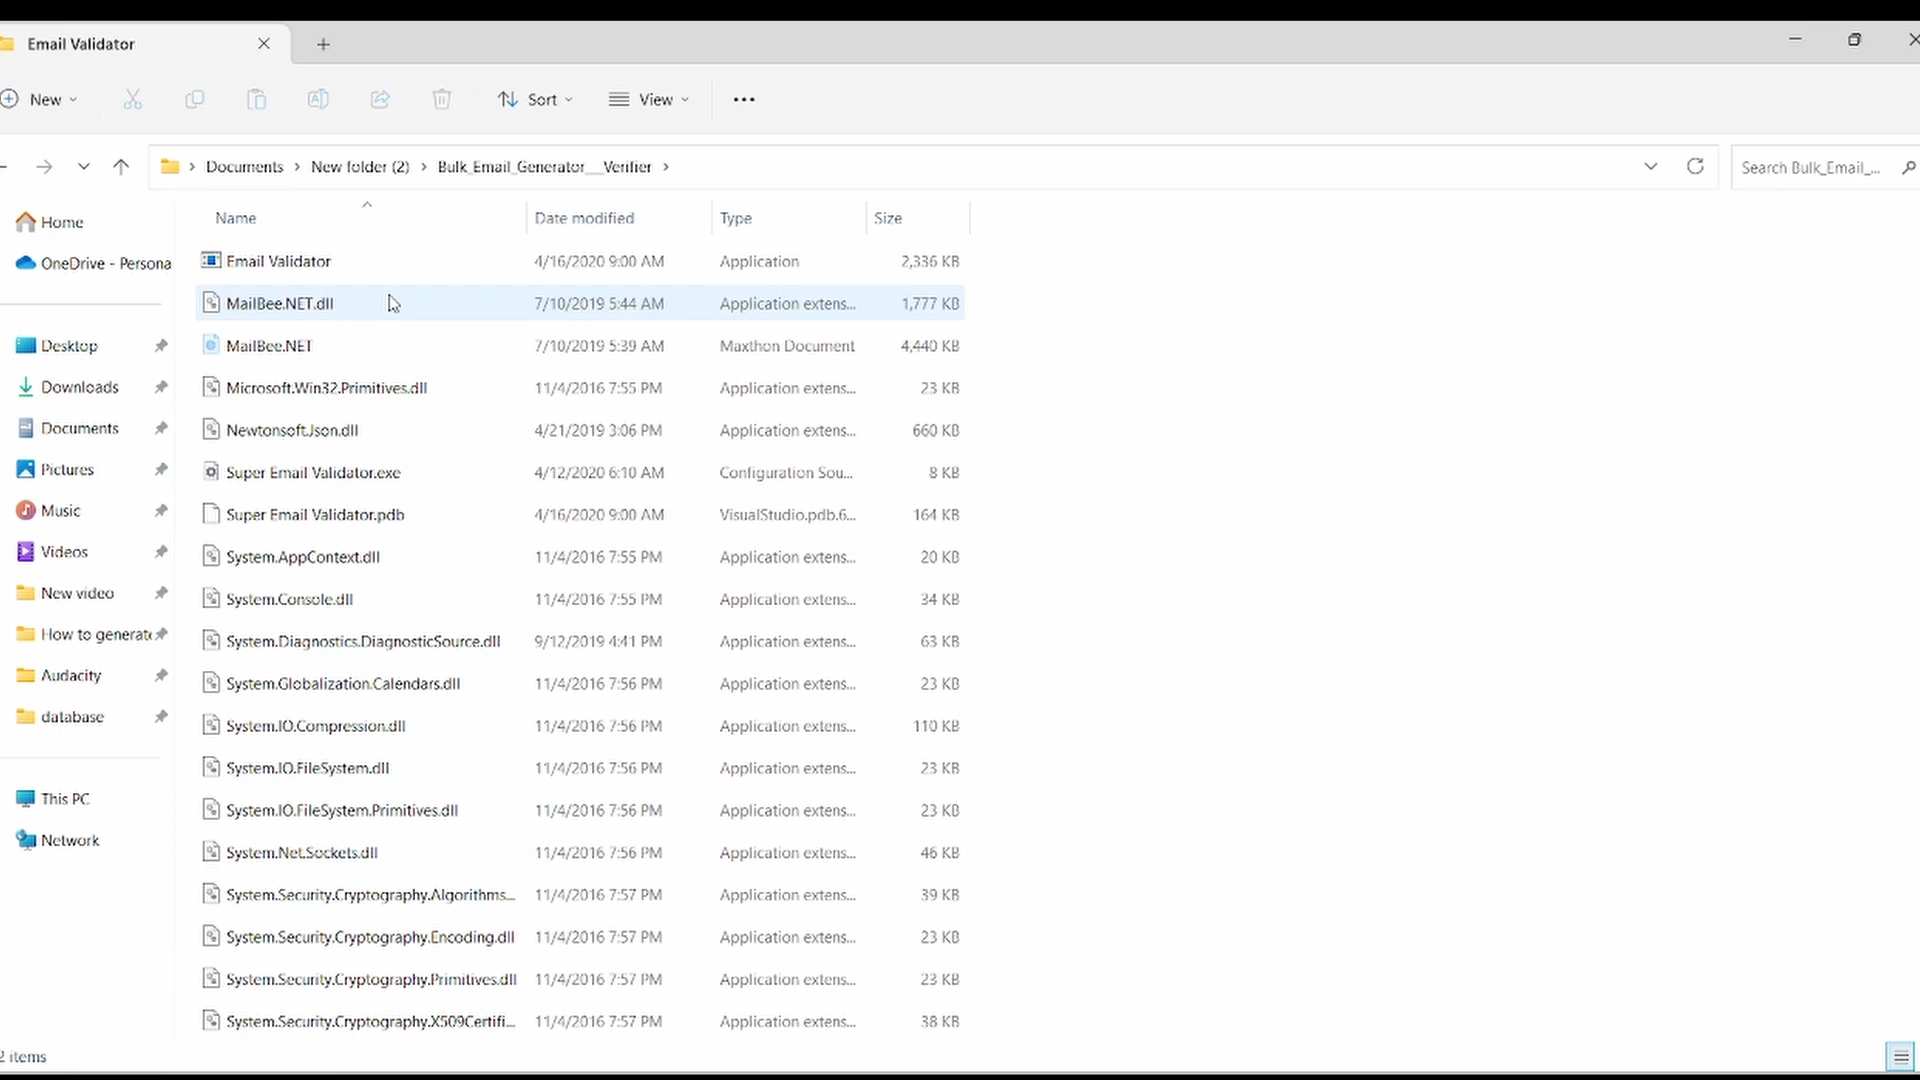 Email Validator
New
Sort
View
Documents > New folder (2) > Bulk_Email_Generator__Verifier >
Search Bulk_Email_...
Home
OneDrive - Persona
Desktop
Downloads
Documents
Pictures
Music
Videos
New video
How to generate
Audacity
database
This PC
Network
Name Date modified Type Size
Email Validator 4/16/2020 9:00 AM Application 2,336 KB
MailBee.NET.dll 7/10/2019 5:44 AM Application extens... 1,777 KB
MailBee.NET 7/10/2019 5:39 AM Maxthon Document 4,440 KB
Microsoft.Win32.Primitives.dll 11/4/2016 7:55 PM Application extens... 23 KB
Newtonsoft.Json.dll 4/21/2019 3:06 PM Application extens... 660 KB
Super Email Validator.exe 4/12/2020 6:10 AM Configuration Sou... 8 KB
Super Email Validator.pdb 4/16/2020 9:00 AM VisualStudio.pdb.6... 164 KB
System.AppContext.dll 11/4/2016 7:55 PM Application extens... 20 KB
System.Console.dll 11/4/2016 7:55 PM Application extens... 34 KB
System.Diagnostics.DiagnosticSource.dll 9/12/2019 4:41 PM Application extens... 63 KB
System.Globalization.Calendars.dll 11/4/2016 7:56 PM Application extens... 23 KB
System.IO.Compression.dll 11/4/2016 7:56 PM Application extens... 110 KB
System.IO.FileSystem.dll 11/4/2016 7:56 PM Application extens... 23 KB
System.IO.FileSystem.Primitives.dll 11/4/2016 7:56 PM Application extens... 23 KB
System.Net.Sockets.dll 11/4/2016 7:56 PM Application extens... 46 KB
System.Security.Cryptography.Algorithms... 11/4/2016 7:57 PM Application extens... 39 KB
System.Security.Cryptography.Encoding.dll 11/4/2016 7:57 PM Application extens... 23 KB
System.Security.Cryptography.Primitives.dll 11/4/2016 7:57 PM Application extens... 23 KB
System.Security.Cryptography.X509Certifi... 11/4/2016 7:57 PM Application extens... 38 KB
2 items